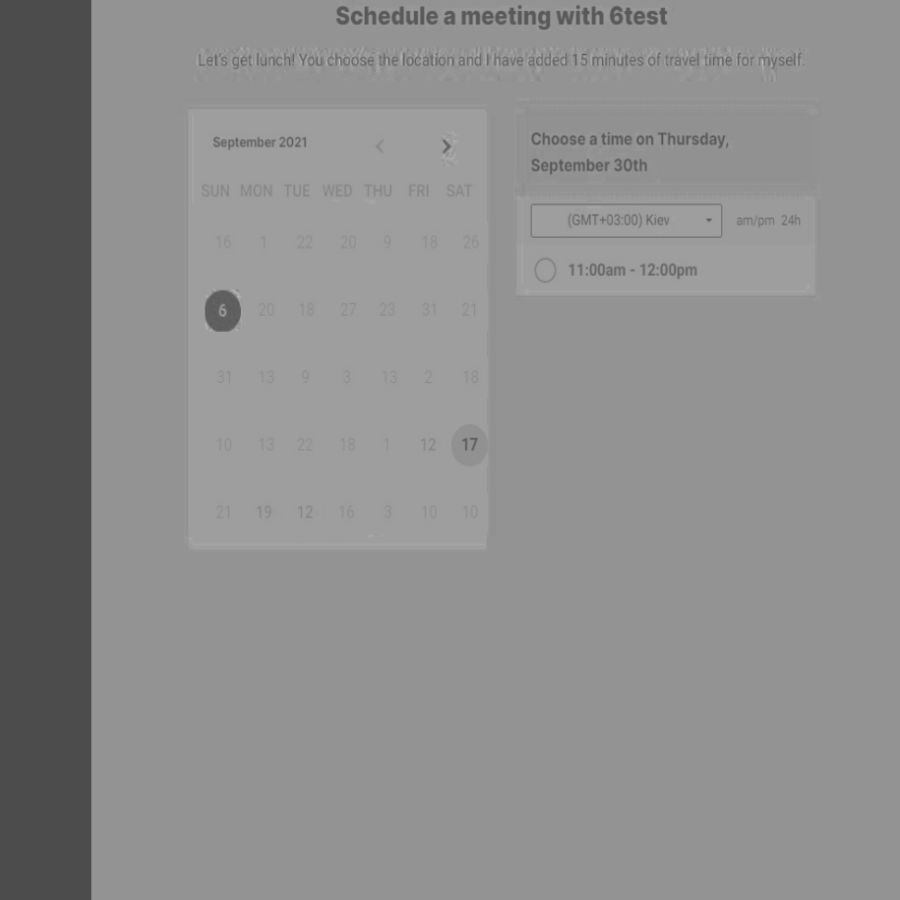 Schedule a meeting with 6test
Let's get lunch! You choose the location and I have added 15 minutes of travel time for myself.
September 2021
SUN MON TUE WED THU FRI SAT
16 1 22 20 9 18 26
6 20 18 27 23 31 21
31 13 9 3 13 2 18
10 13 22 18 1 12 17
21 19 12 16 3 10 10
Choose a time on Thursday,
September 30th
(GMT+03:00) Kiev am/pm 24h
11:00am - 12:00pm